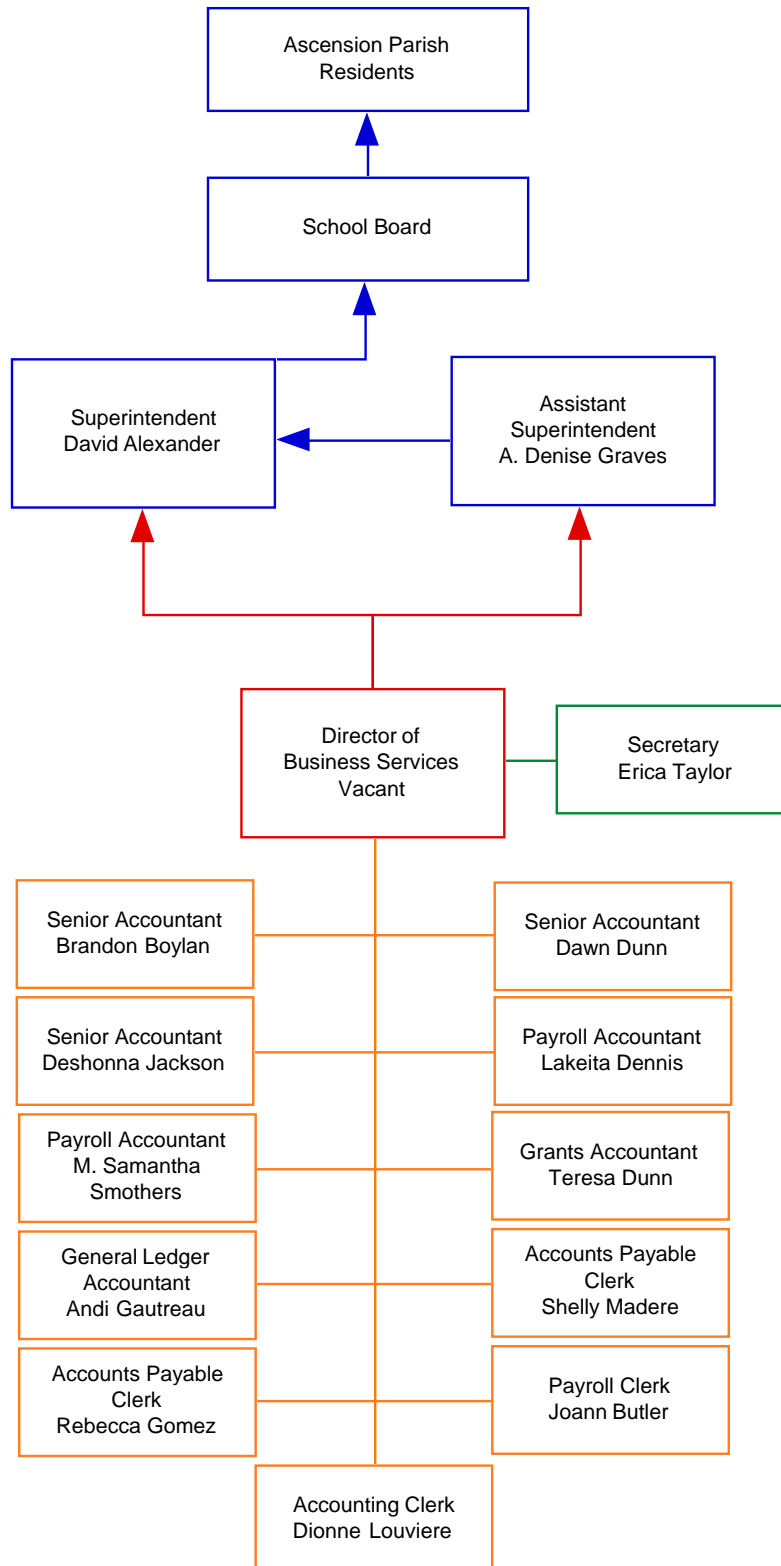 Ascension Parish
Residents
School Board
Superintendent
David Alexander
Assistant
Superintendent
A. Denise Graves
Director of
Business Services
Vacant
Secretary
Erica Taylor
Senior Accountant
Brandon Boylan
Senior Accountant
Dawn Dunn
Senior Accountant
Deshonna Jackson
Payroll Accountant
Lakeita Dennis
Payroll Accountant
M. Samantha
Smothers
Grants Accountant
Teresa Dunn
General Ledger
Accountant
Andi Gautreau
Accounts Payable
Clerk
Shelly Madere
Accounts Payable
Clerk
Rebecca Gomez
Payroll Clerk
Joann Butler
Accounting Clerk
Dionne Louviere